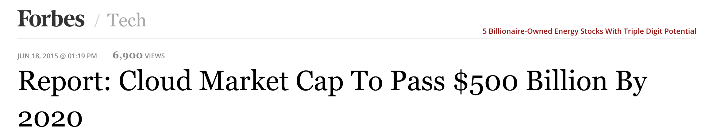 Forbes / Tech
5 Billionaire-Owned Energy Stocks With Triple Digit Potential
JUN 18, 2015 @ 01:19 PM 6,900 VIEWS
Report: Cloud Market Cap To Pass $500 Billion By
2020